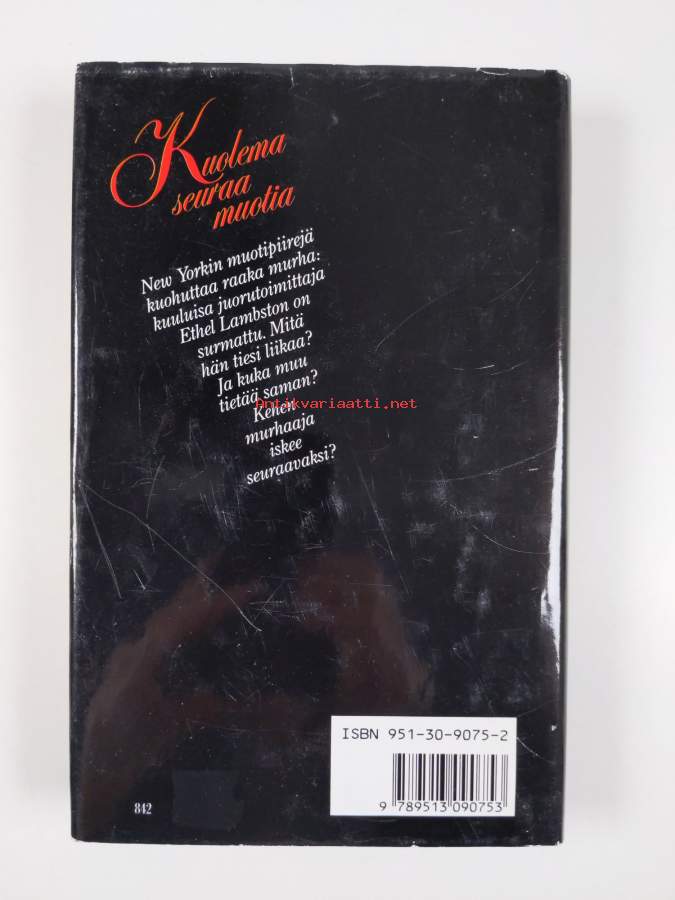 Kuolema
seuraa
muotia
New Yorkin muotipiirejä
kuohuttaa raaka murha:
kuuluisa juorutoimittaja
Ethel Lambston on
surmattu. Mitä
hän tiesi liikaa?
Ja kuka muu
tietää saman?
Antikvariaatti.net
Kenen
murhaaja
iskee
seuraavaksi?
ISBN 951-30-9075-2
9 789513 090753
842